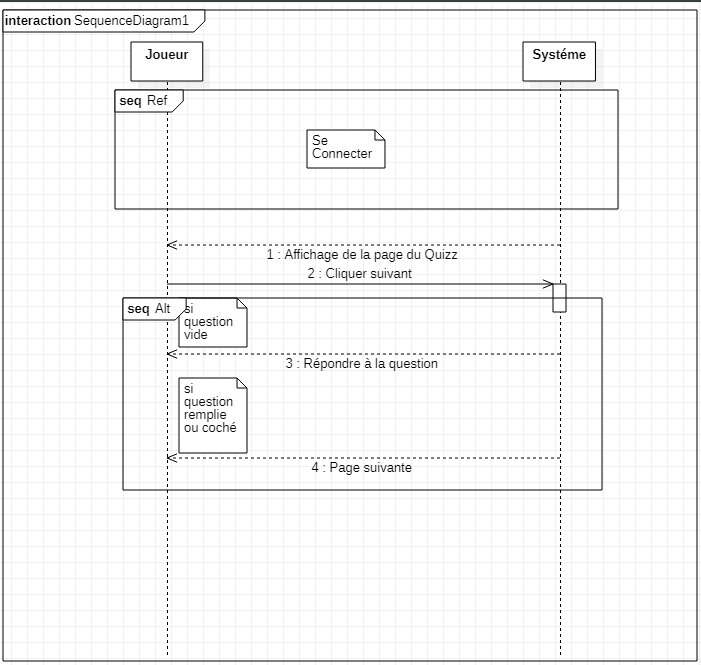 interaction SequenceDiagram1
Joueur
Systéme
seq Ref
Se
Connecter
1 : Affichage de la page du Quizz
2 : Cliquer suivant
seq Alt
si
question
vide
3 : Répondre à la question
si
question
remplie
ou coché
4 : Page suivante